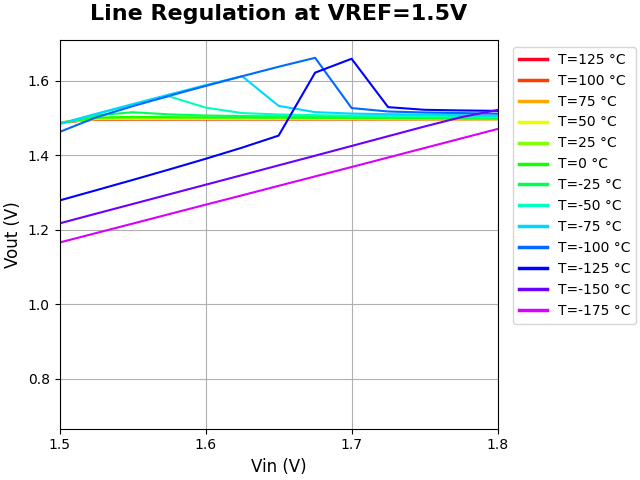 Line Regulation at VREF=1.5V
Vout (V)
1.6
1.4
1.2
1.0
0.8
1.5 1.6 1.7 1.8
Vin (V)
T=125 °C
T=100 °C
T=75 °C
T=50 °C
T=25 °C
T=0 °C
T=-25 °C
T=-50 °C
T=-75 °C
T=-100 °C
T=-125 °C
T=-150 °C
T=-175 °C